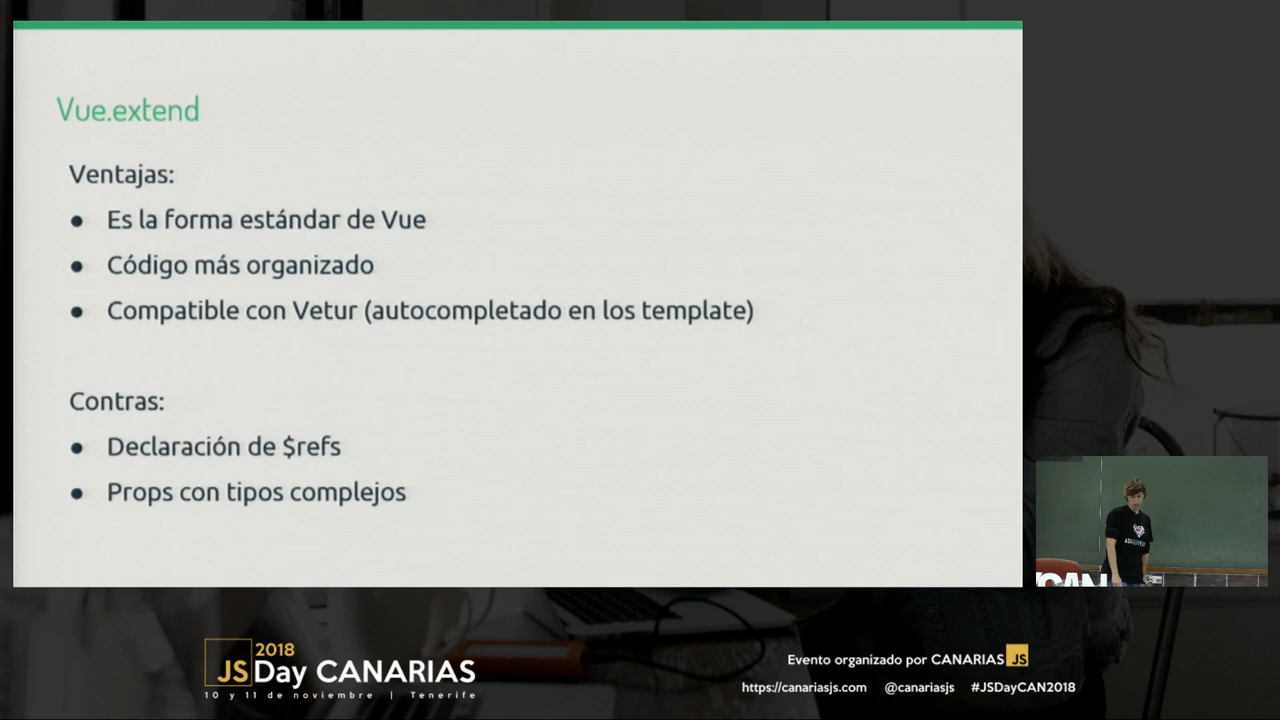 Vue.extend
Ventajas:
● Es la forma estándar de Vue
● Código más organizado
● Compatible con Vetur (autocompletado en los template)
Contras:
● Declaración de $refs
● Props con tipos complejos
CAN
2018
JSDay CANARIAS
10 y 11 de noviembre | Tenerife
Evento organizado por CANARIAS JS
https://canariasjs.com @canariasjs #JSDayCAN2018